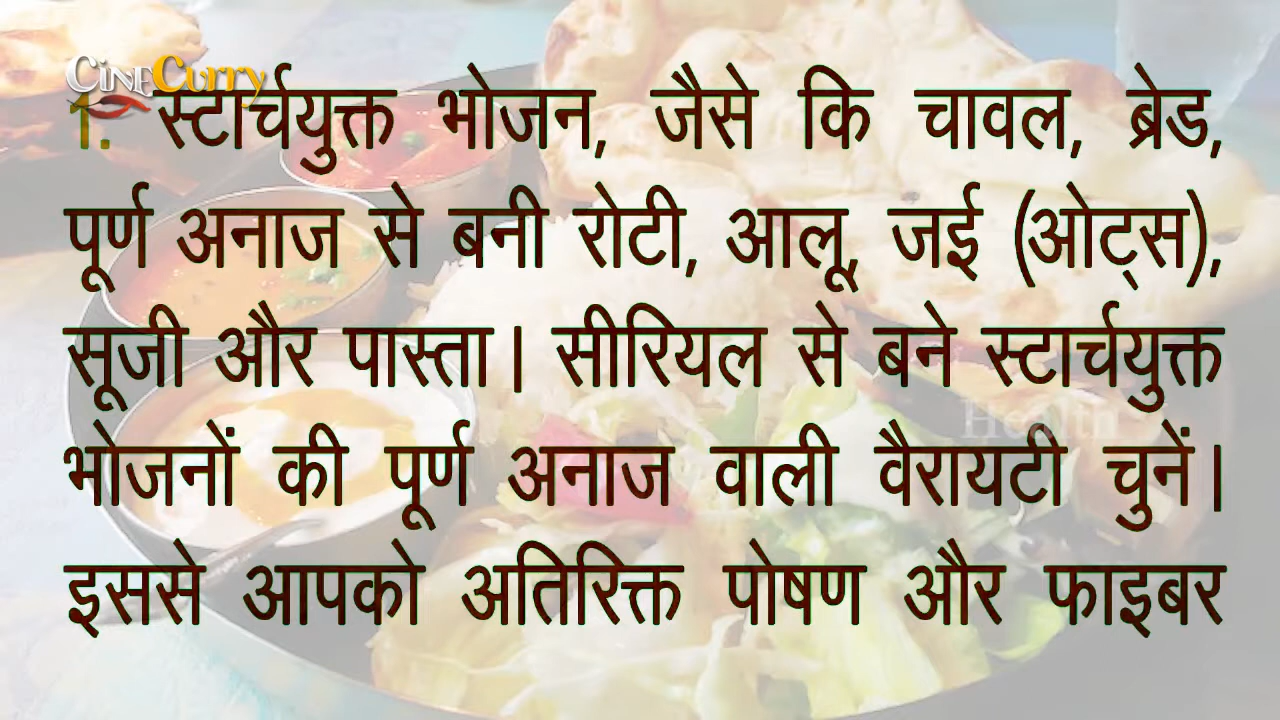 CineCurry
1. स्टार्चयुक्त भोजन, जैसे कि चावल, ब्रेड,
पूर्ण अनाज से बनी रोटी, आलू, जई (ओट्स),
सूजी और पास्ता। सीरियल से बने स्टार्चयुक्त
Health
भोजनों की पूर्ण अनाज वाली वैरायटी चुनें।
इससे आपको अतिरिक्त पोषण और फाइबर